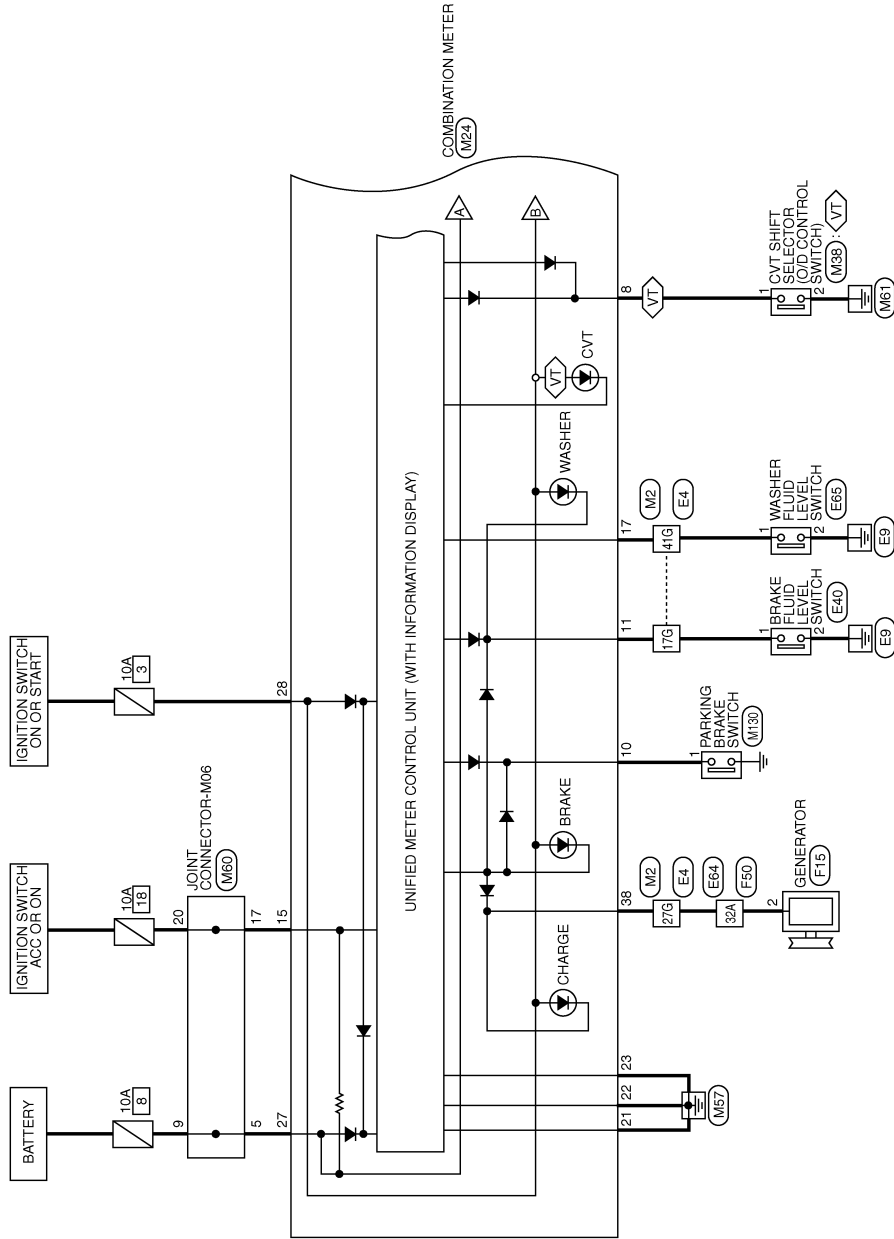 BATTERY
IGNITION SWITCH
ACC OR ON
IGNITION SWITCH
ON OR START
10A
8
10A
18
10A
3
9
20
JOINT
CONNECTOR-M06
M60
5
17
27
15
28
COMBINATION METER
M24
UNIFIED METER CONTROL UNIT (WITH INFORMATION DISPLAY)
A
B
CHARGE
BRAKE
WASHER
VT
CVT
21
22
23
38
10
11
17
8
M57
M2
27G
E4
E64
32A
F50
2
GENERATOR
F15
1
PARKING
BRAKE
SWITCH
M130
17G
41G
M2
E4
1
BRAKE
FLUID
LEVEL
SWITCH
2
E40
E9
1
WASHER
FLUID
LEVEL
SWITCH
2
E65
E9
VT
1
CVT SHIFT
SELECTOR
(O/D CONTROL
SWITCH)
2
M38 : VT
M61